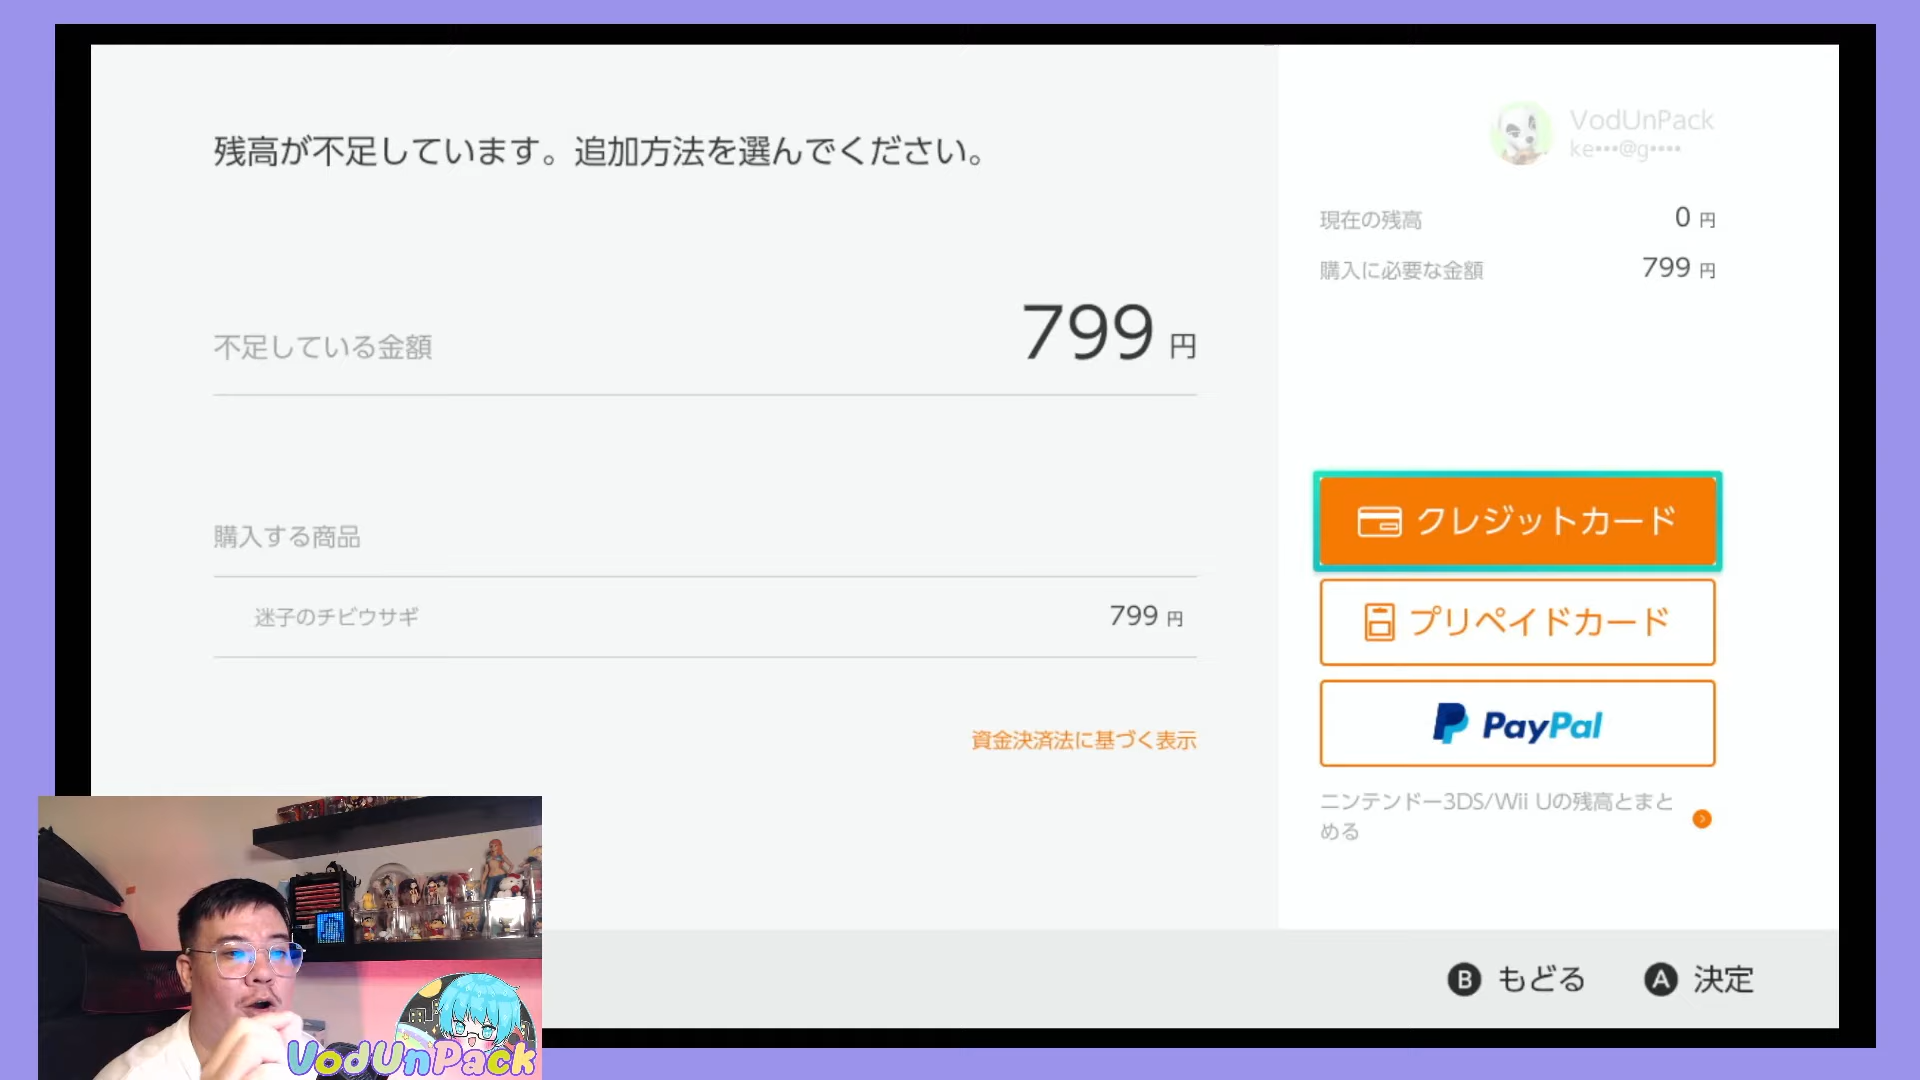 残高が不足しています。追加方法を選んでください。
不足している金額
799 円
購入する商品
迷子のチビウサギ
799 円
資金決済法に基づく表示
VodUnPack
ke•••@g••••
現在の残高
0 円
購入に必要な金額
799 円
クレジットカード
プリペイドカード
PayPal
ニンテンドー3DS/Wii Uの残高とまと
める
B もどる
A 決定
VodUnPack